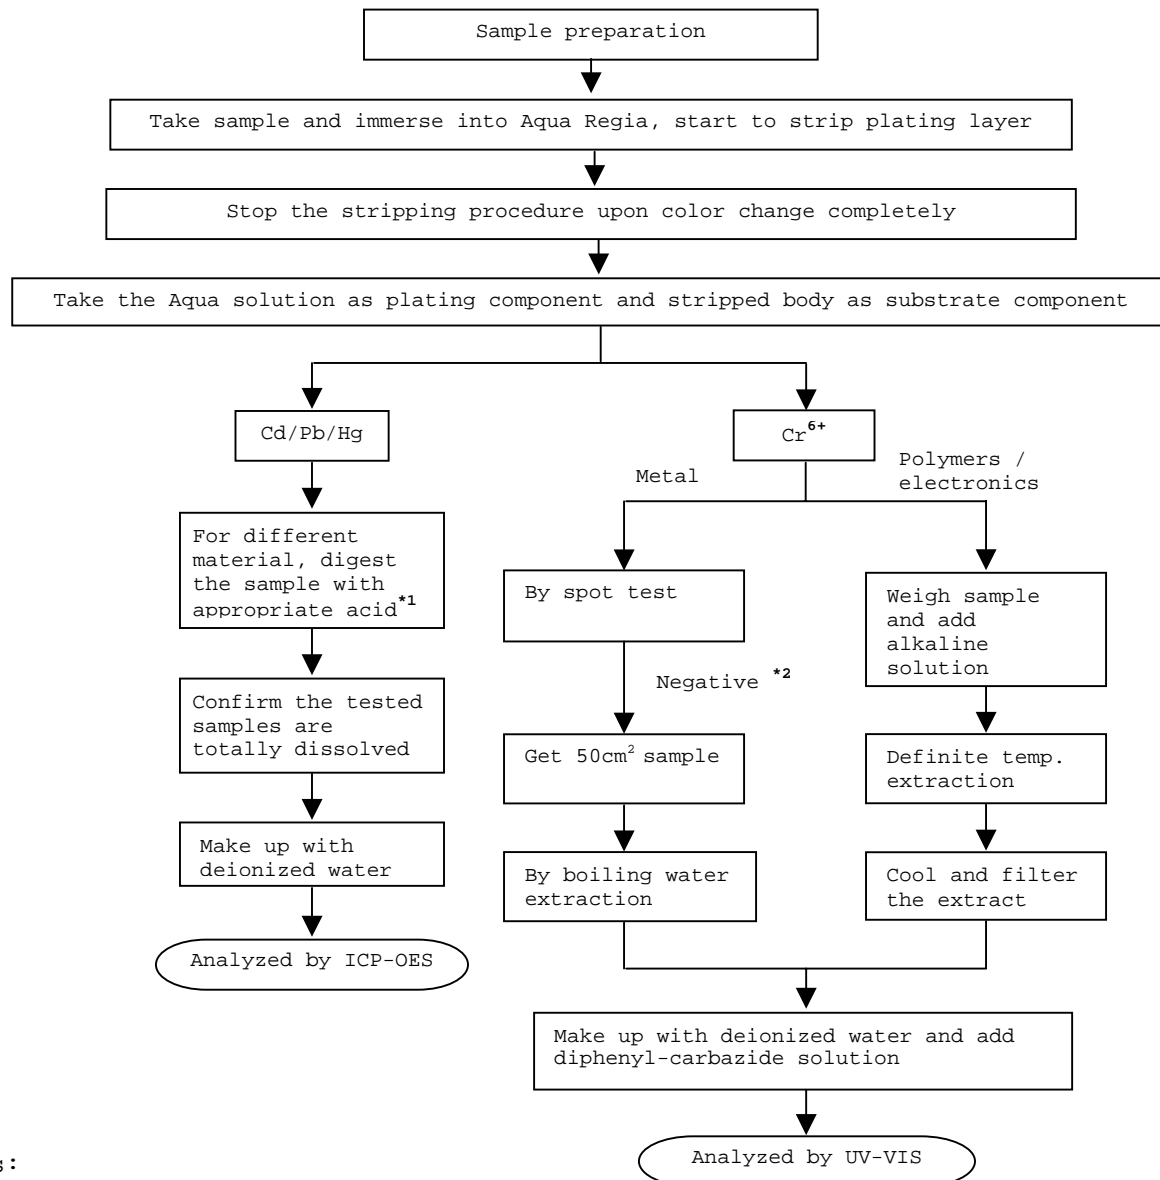 Sample preparation
Take sample and immerse into Aqua Regia, start to strip plating layer
Stop the stripping procedure upon color change completely
Take the Aqua solution as plating component and stripped body as substrate component
Cd/Pb/Hg
For different
material, digest
the sample with
appropriate acid*1
Confirm the tested
samples are
totally dissolved
Make up with
deionized water
Analyzed by ICP-OES
Cr6+
Metal
By spot test
Negative *2
Get 50cm2 sample
By boiling water
extraction
Polymers /
electronics
Weigh sample
and add
alkaline
solution
Definite temp.
extraction
Cool and filter
the extract
Make up with deionized water and add
diphenyl-carbazide solution
Analyzed by UV-VIS
s: